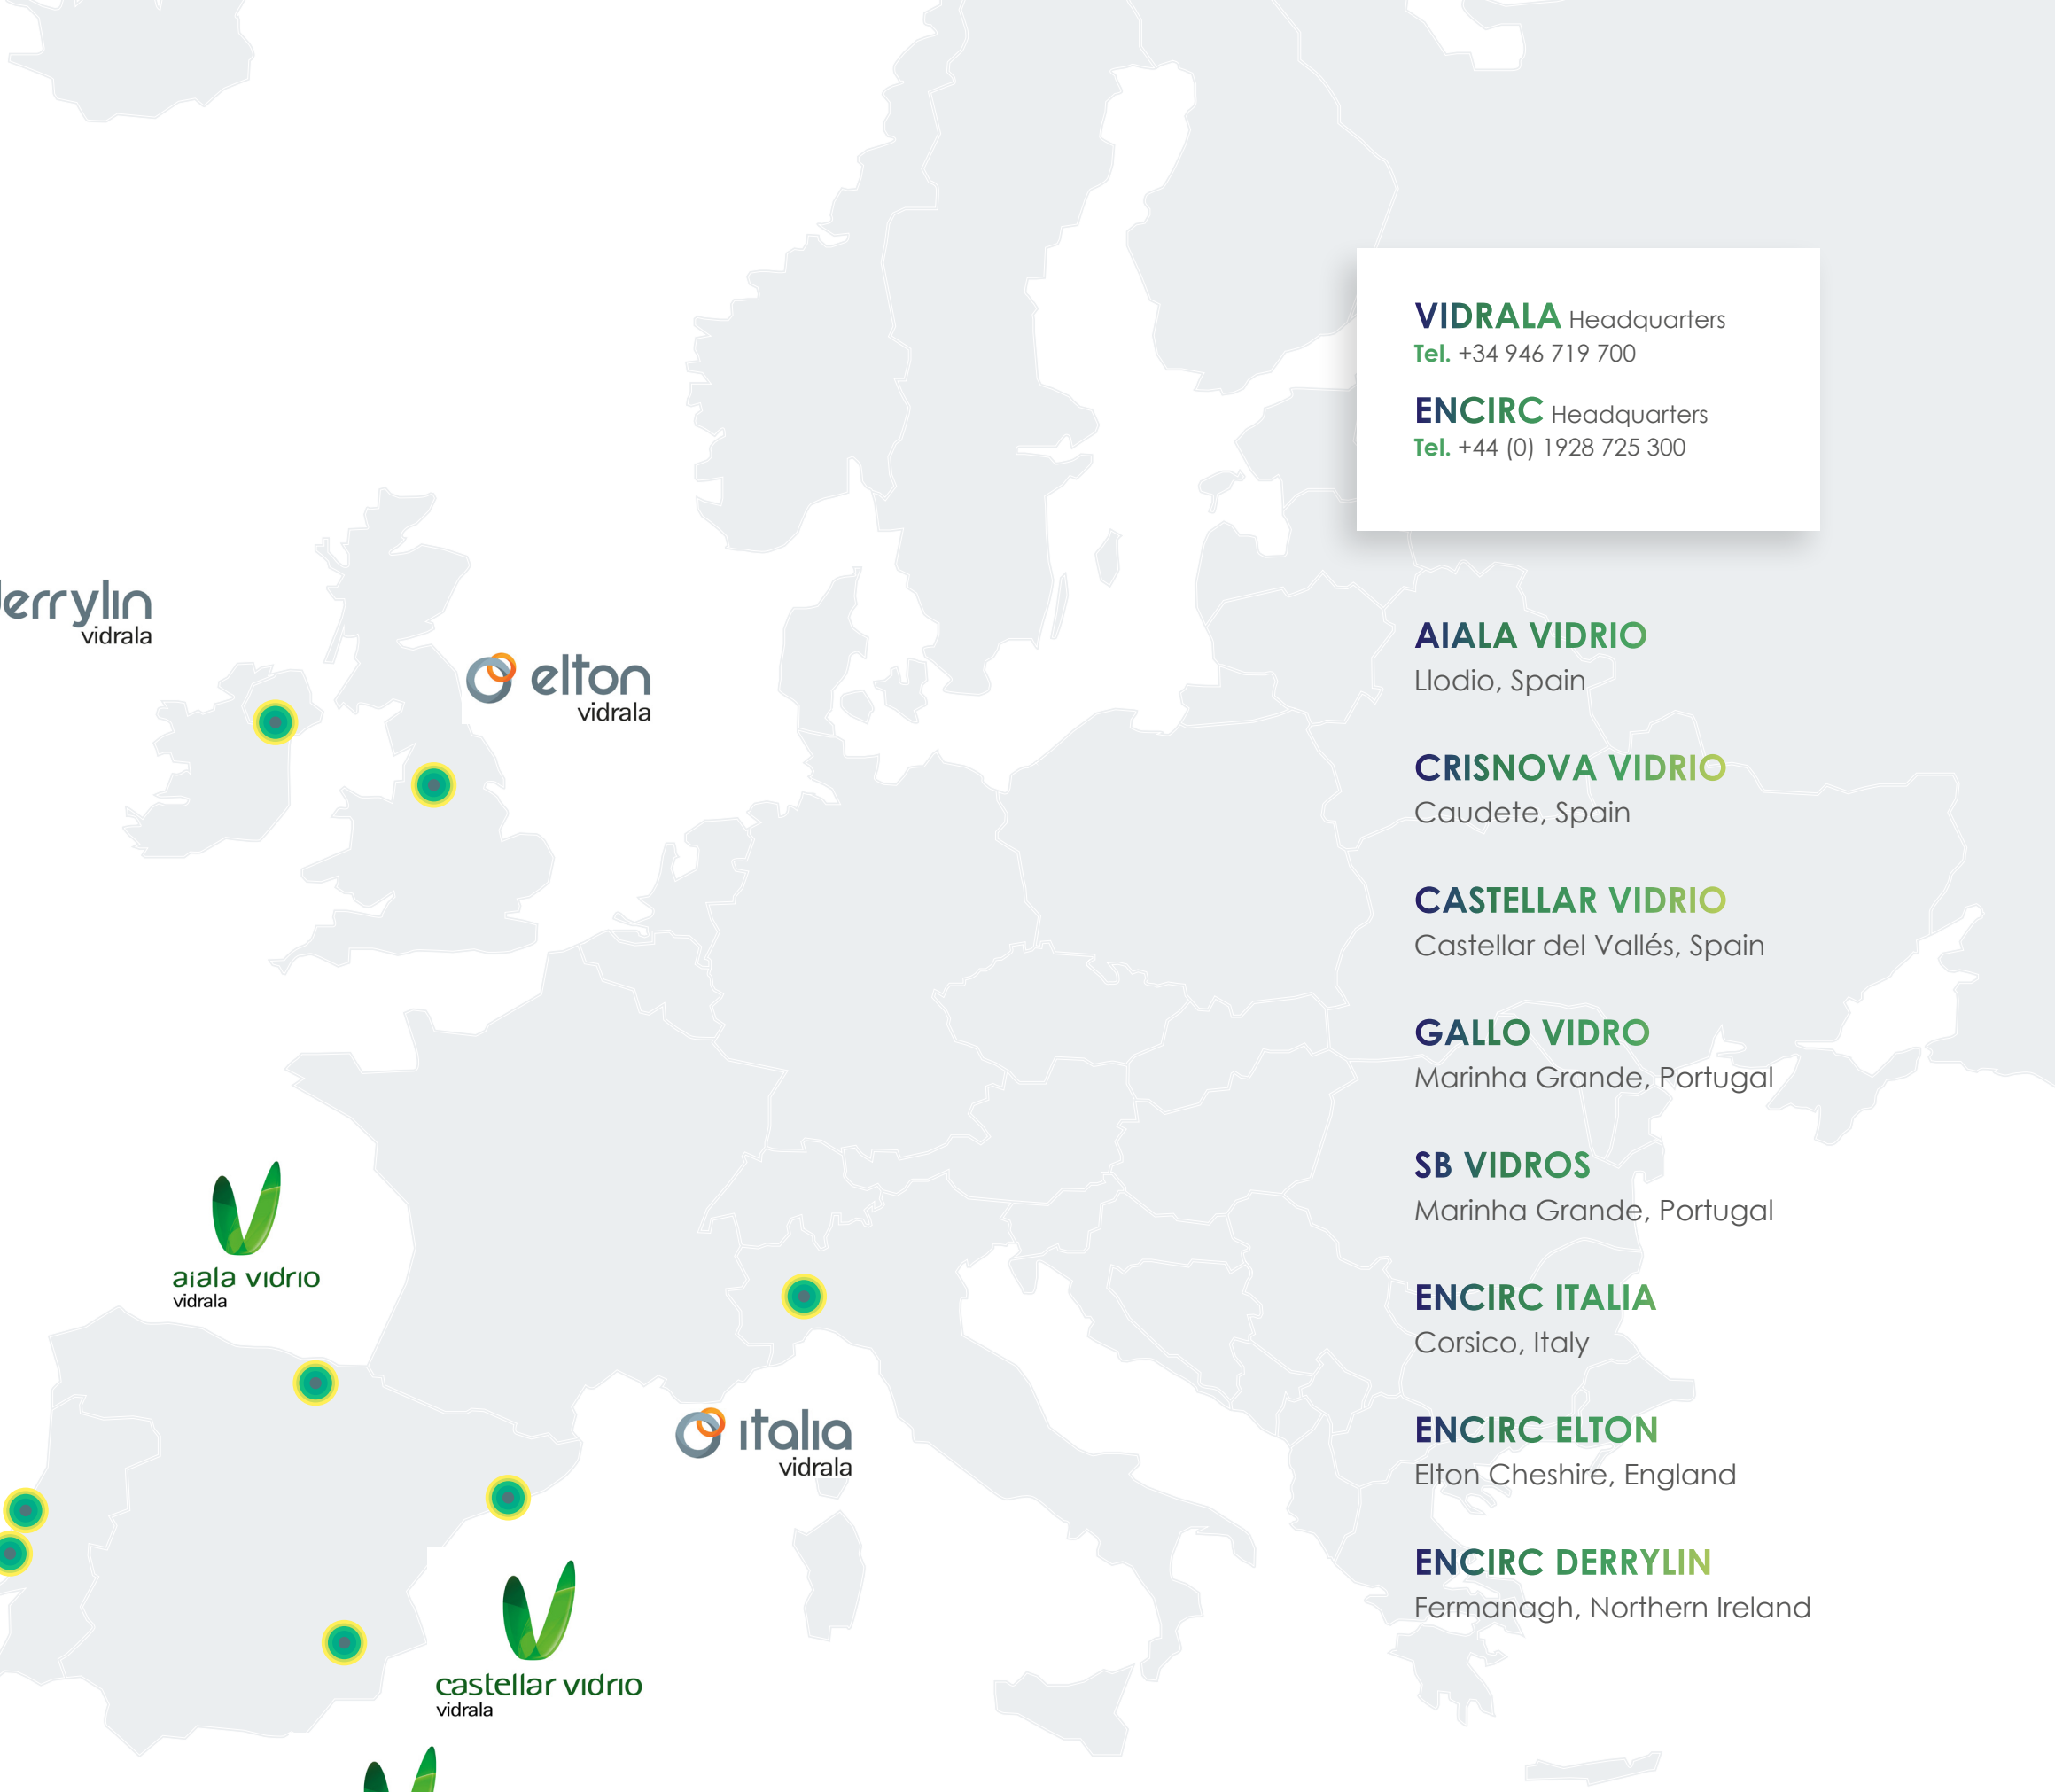 VIDRALA Headquarters
Tel. +34 946 719 700
ENCIRC Headquarters
Tel. +44 (0) 1928 725 300
AIALA VIDRIO
Llodio, Spain
CRISNOVA VIDRIO
Caudete, Spain
CASTELLAR VIDRIO
Castellar del Vallés, Spain
GALLO VIDRO
Marinha Grande, Portugal
SB VIDROS
Marinha Grande, Portugal
ENCIRC ITALIA
Corsico, Italy
ENCIRC ELTON
Elton Cheshire, England
ENCIRC DERRYLIN
Fermanagh, Northern Ireland
derrylin
vidrala
elton
vidrala
aiala vidrio
vidrala
italia
vidrala
castellar vidrio
vidrala